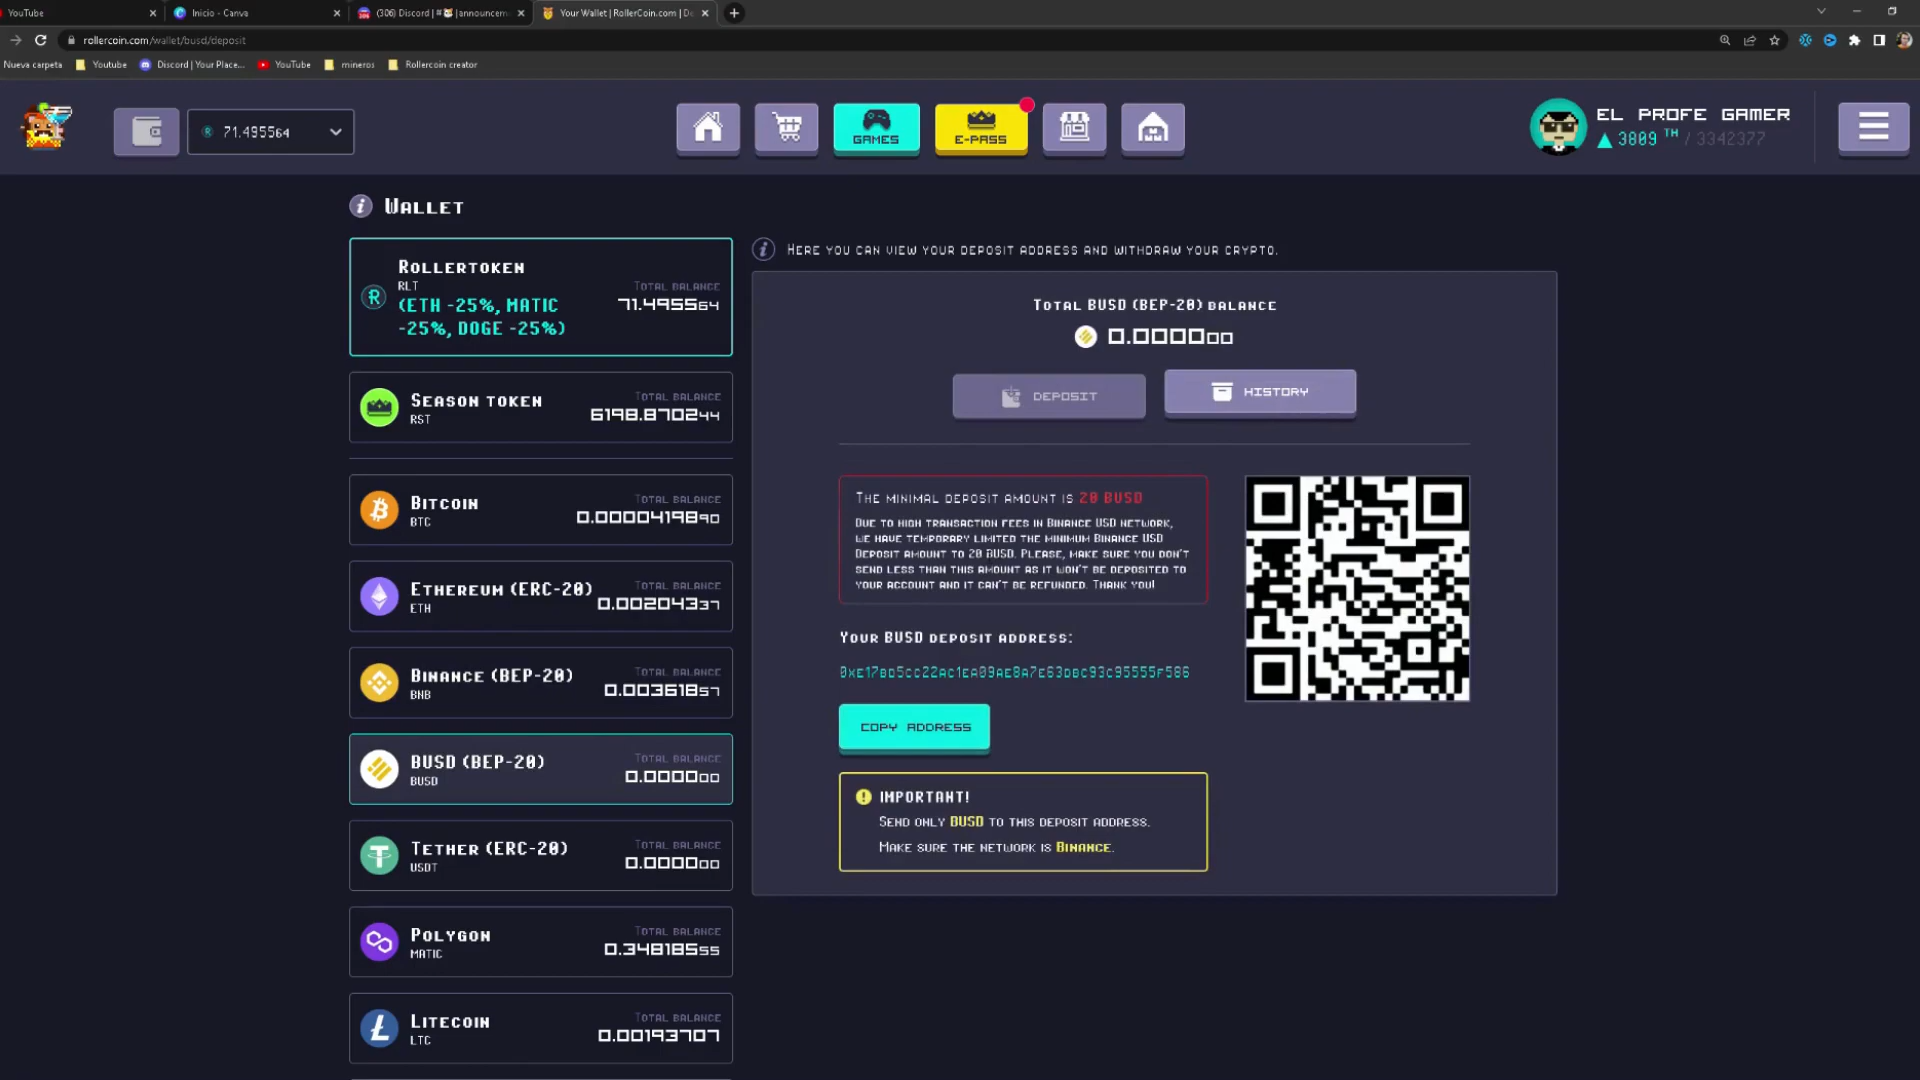 YouTube
Inicio - Canva
Your Wallet | RollerCoin.com | De
rollercoin.com/wallet/busd/deposit
Nueva carpeta
Youtube
Discord | Your Place...
YouTube
mineros
Rollercoin creator
71.495564
GAMES
E-PASS
EL PROFE GAMER
3809 TH / 3342377
WALLET
HERE YOU CAN VIEW YOUR DEPOSIT ADDRESS AND WITHDRAW YOUR CRYPTO.
ROLLERTOKEN
RLT
(ETH -25%, MATIC
-25%, DOGE -25%)
TOTAL BALANCE
71.495564
SEASON TOKEN
RST
TOTAL BALANCE
6198.870244
BITCOIN
BTC
TOTAL BALANCE
0.0000419890
ETHEREUM (ERC-20)
ETH
TOTAL BALANCE
0.00204337
BINANCE (BEP-20)
BNB
TOTAL BALANCE
0.00361857
BUSD (BEP-20)
BUSD
TOTAL BALANCE
0.000000
TETHER (ERC-20)
USDT
TOTAL BALANCE
0.000000
POLYGON
MATIC
TOTAL BALANCE
0.34818555
LITECOIN
LTC
TOTAL BALANCE
0.00193707
TOTAL BUSD (BEP-20) BALANCE
0.000000
DEPOSIT
HISTORY
THE MINIMAL DEPOSIT AMOUNT IS 20 BUSD
DUE TO HIGH TRANSACTION FEES IN BINANCE USD NETWORK,
WE HAVE TEMPORARY LIMITED THE MINIMUM BINANCE USD
DEPOSIT AMOUNT TO 20 BUSD. PLEASE, MAKE SURE YOU DON'T
SEND LESS THAN THIS AMOUNT AS IT WON'T BE DEPOSITED TO
YOUR ACCOUNT AND IT CAN'T BE REFUNDED. THANK YOU!
YOUR BUSD DEPOSIT ADDRESS:
0xE17BD5CC22AC1EA09AE8A7E63DBC93C95555F586
COPY ADDRESS
IMPORTANT!
SEND ONLY BUSD TO THIS DEPOSIT ADDRESS.
MAKE SURE THE NETWORK IS BINANCE.